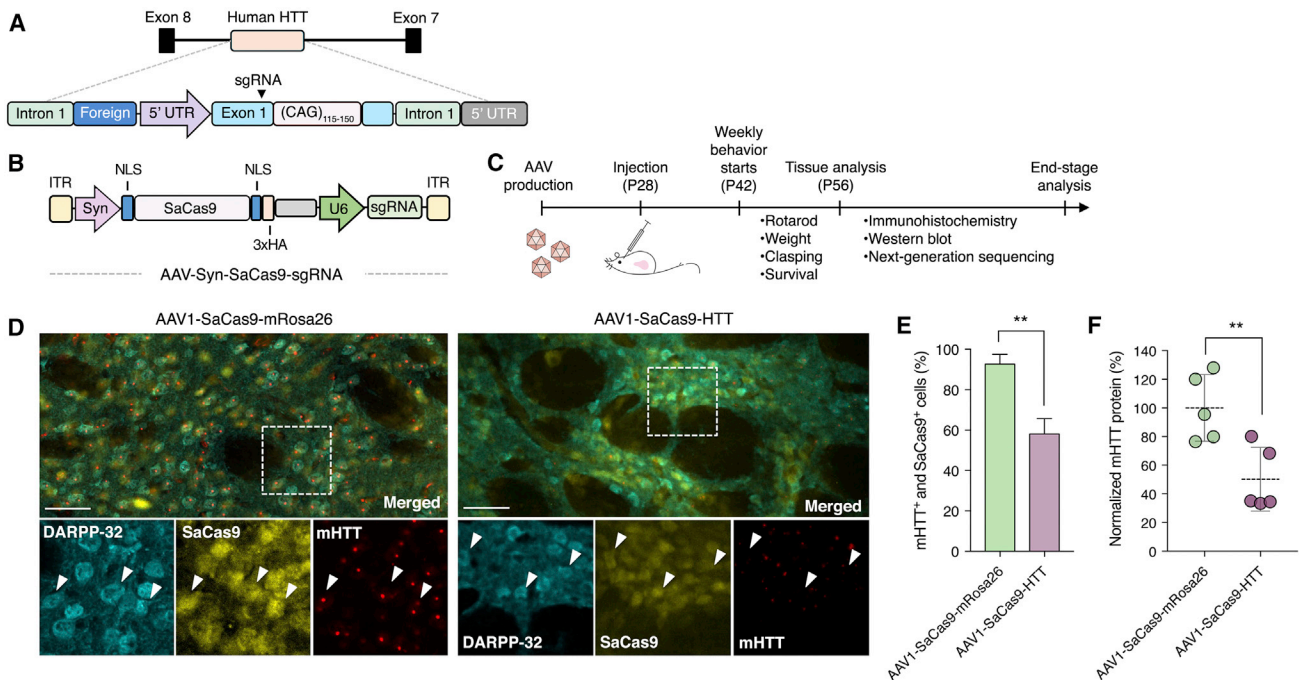 A
Exon 8
Human HTT
Exon 7
sgRNA
Intron 1
Foreign
5' UTR
Exon 1
(CAG)115-150
Intron 1
5' UTR
B
NLS
NLS
ITR
ITR
Syn
SaCas9
U6
sgRNA
3xHA
AAV-Syn-SaCas9-sgRNA
C
AAV
production
Injection
(P28)
Weekly
behavior
starts
(P42)
Tissue analysis
(P56)
End-stage
analysis
•Rotarod
•Weight
•Clasping
•Survival
•Immunohistochemistry
•Western blot
•Next-generation sequencing
D
AAV1-SaCas9-mRosa26
AAV1-SaCas9-HTT
Merged
Merged
DARPP-32
SaCas9
mHTT
DARPP-32
SaCas9
mHTT
E
**
mHTT+ and SaCas9+ cells (%)
100
80
60
40
20
0
AAV1-SaCas9-mRosa26
AAV1-SaCas9-HTT
F
**
Normalized mHTT protein (%)
140
120
100
80
60
40
20
0
AAV1-SaCas9-mRosa26
AAV1-SaCas9-HTT